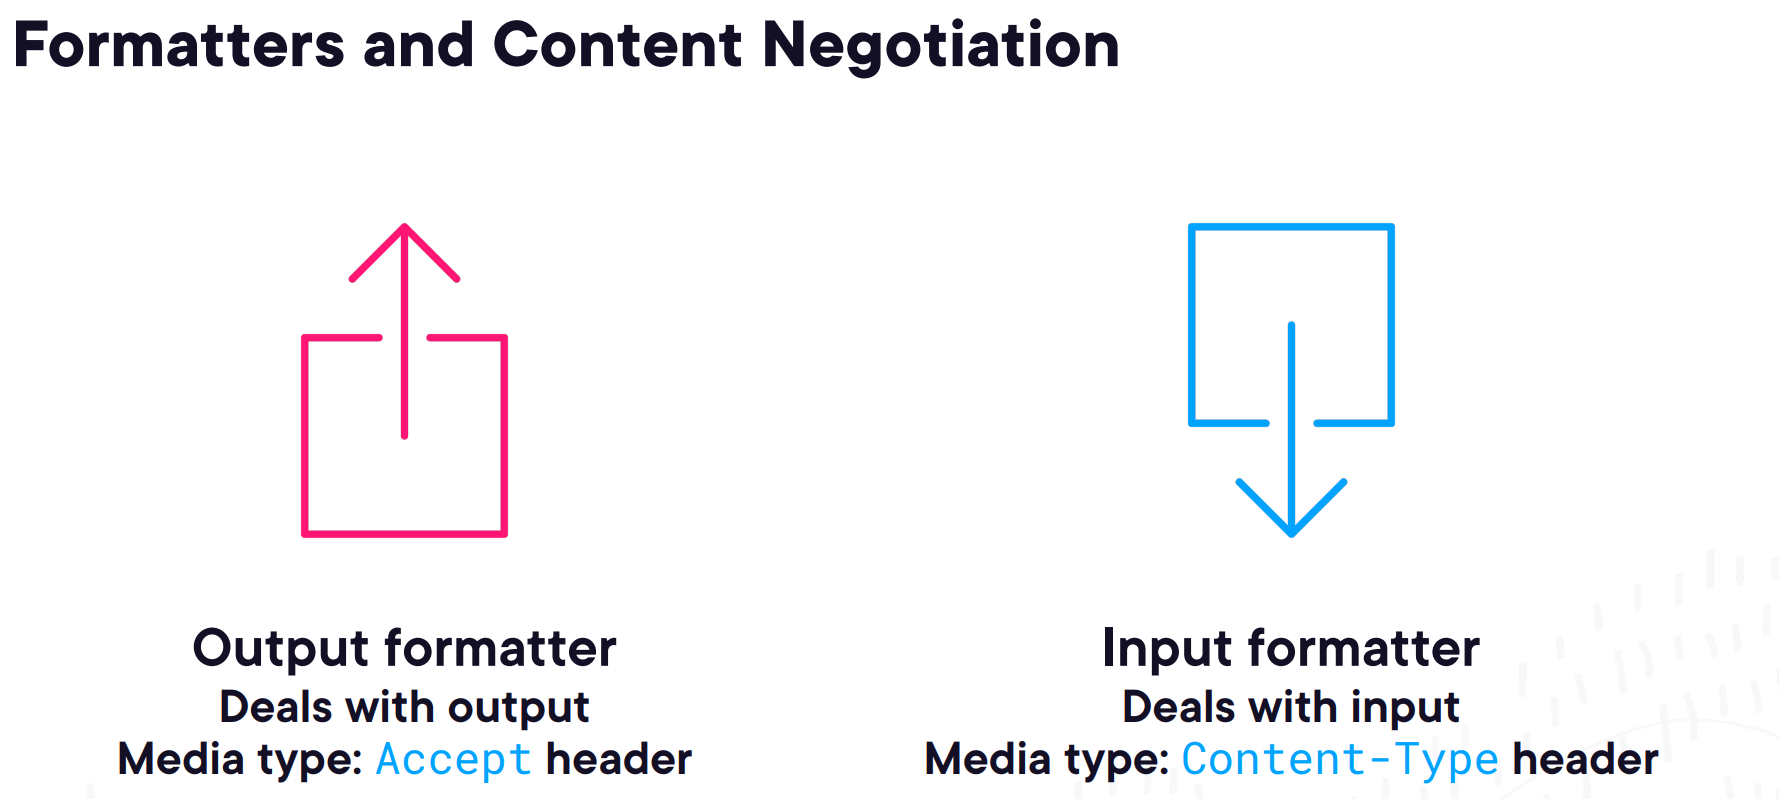 Formatters and Content Negotiation
Output formatter
Deals with output
Media type: Accept header
Input formatter
Deals with input
Media type: Content-Type header